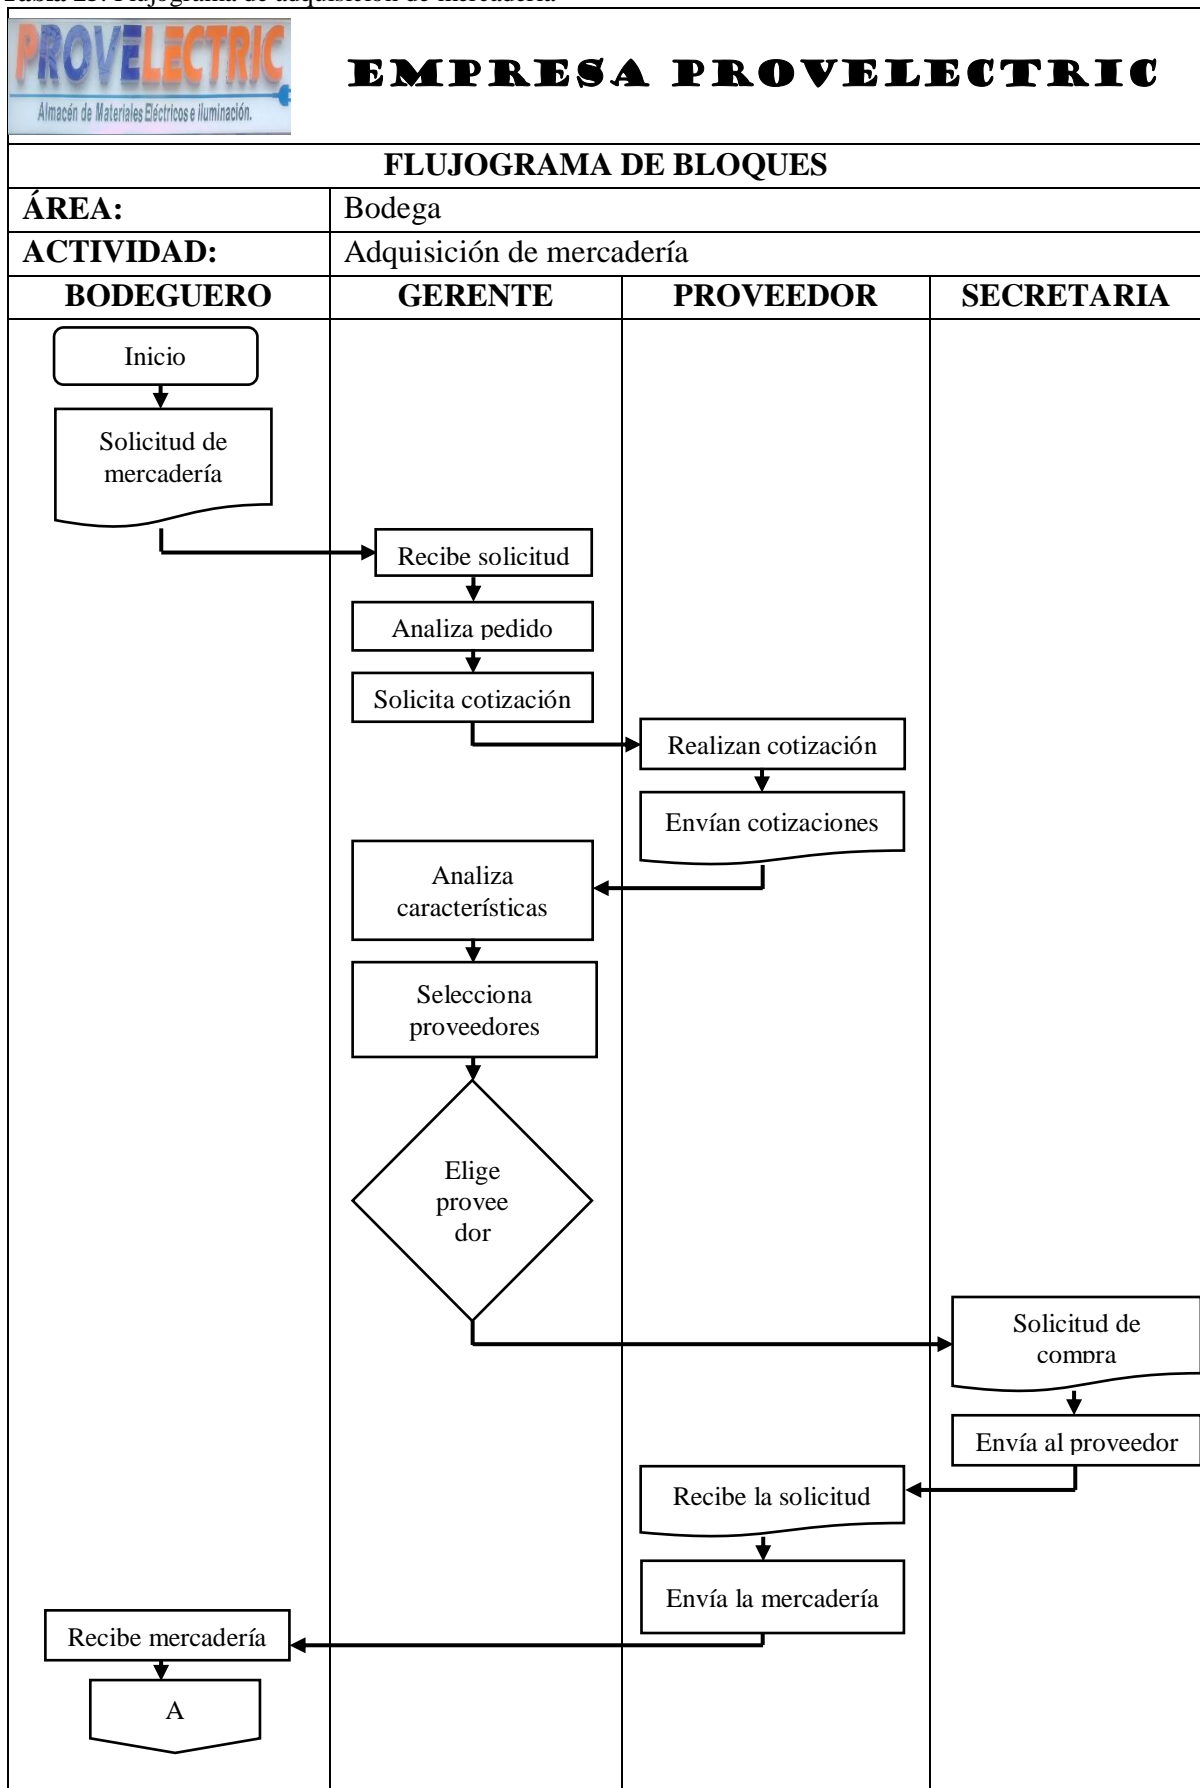 PROVELECTRIC
Almacén de Materiales Eléctricos e iluminación.
EMPRESA PROVELECTRIC
FLUJOGRAMA DE BLOQUES
ÁREA: Bodega
ACTIVIDAD: Adquisición de mercadería
BODEGUERO GERENTE PROVEEDOR SECRETARIA
Inicio
Solicitud de
mercadería
Recibe solicitud
Analiza pedido
Solicita cotización
Realizan cotización
Envían cotizaciones
Analiza
características
Selecciona
proveedores
Elige
provee
dor
Solicitud de
compra
Envía al proveedor
Recibe la solicitud
Envía la mercadería
Recibe mercadería
A